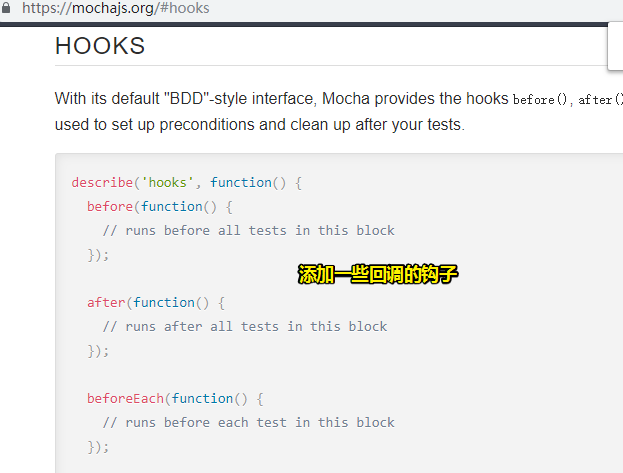 https://mochajs.org/#hooks
HOOKS
With its default "BDD"-style interface, Mocha provides the hooks before(), after()
used to set up preconditions and clean up after your tests.
describe('hooks', function() {
before(function() {
// runs before all tests in this block
});
添加一些回调的钩子
after(function() {
// runs after all tests in this block
});
beforeEach(function() {
// runs before each test in this block
});